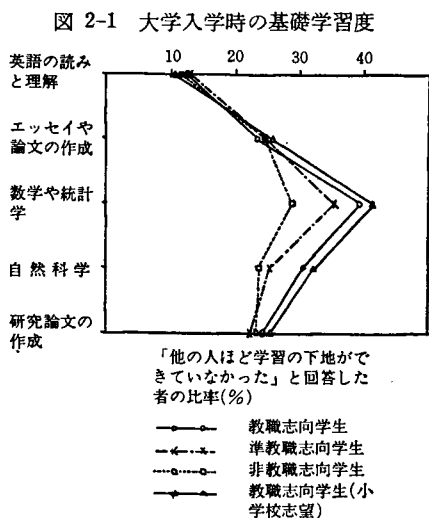 図 2-1 大学入学時の基礎学習度
英語の読み
と理解
10 20 30 40
エッセイや
論文の作成
数学や統計
学
自然科学
研究論文の
作成
「他の人ほど学習の下地がで
きていなかった」と回答した
者の比率(%)
教職志向学生
準教職志向学生
非教職志向学生
教職志向学生(小
学校志望)